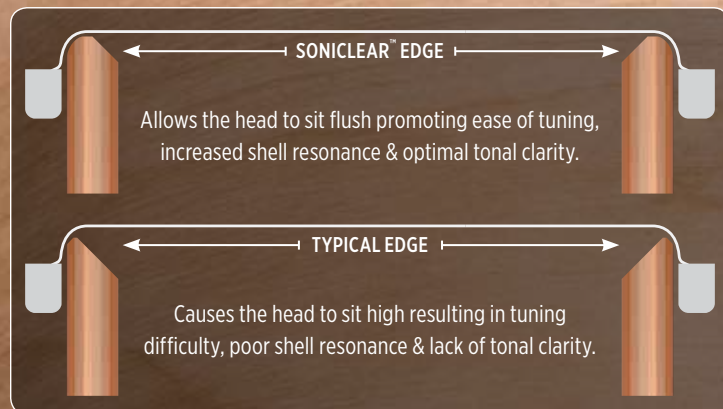 SONICLEAR™ EDGE
Allows the head to sit flush promoting ease of tuning,
increased shell resonance & optimal tonal clarity.
TYPICAL EDGE
Causes the head to sit high resulting in tuning
difficulty, poor shell resonance & lack of tonal clarity.